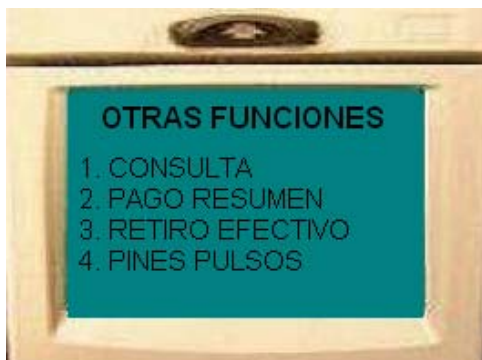 OTRAS FUNCIONES
1. CONSULTA
2. PAGO RESUMEN
3. RETIRO EFECTIVO
4. PINES PULSOS